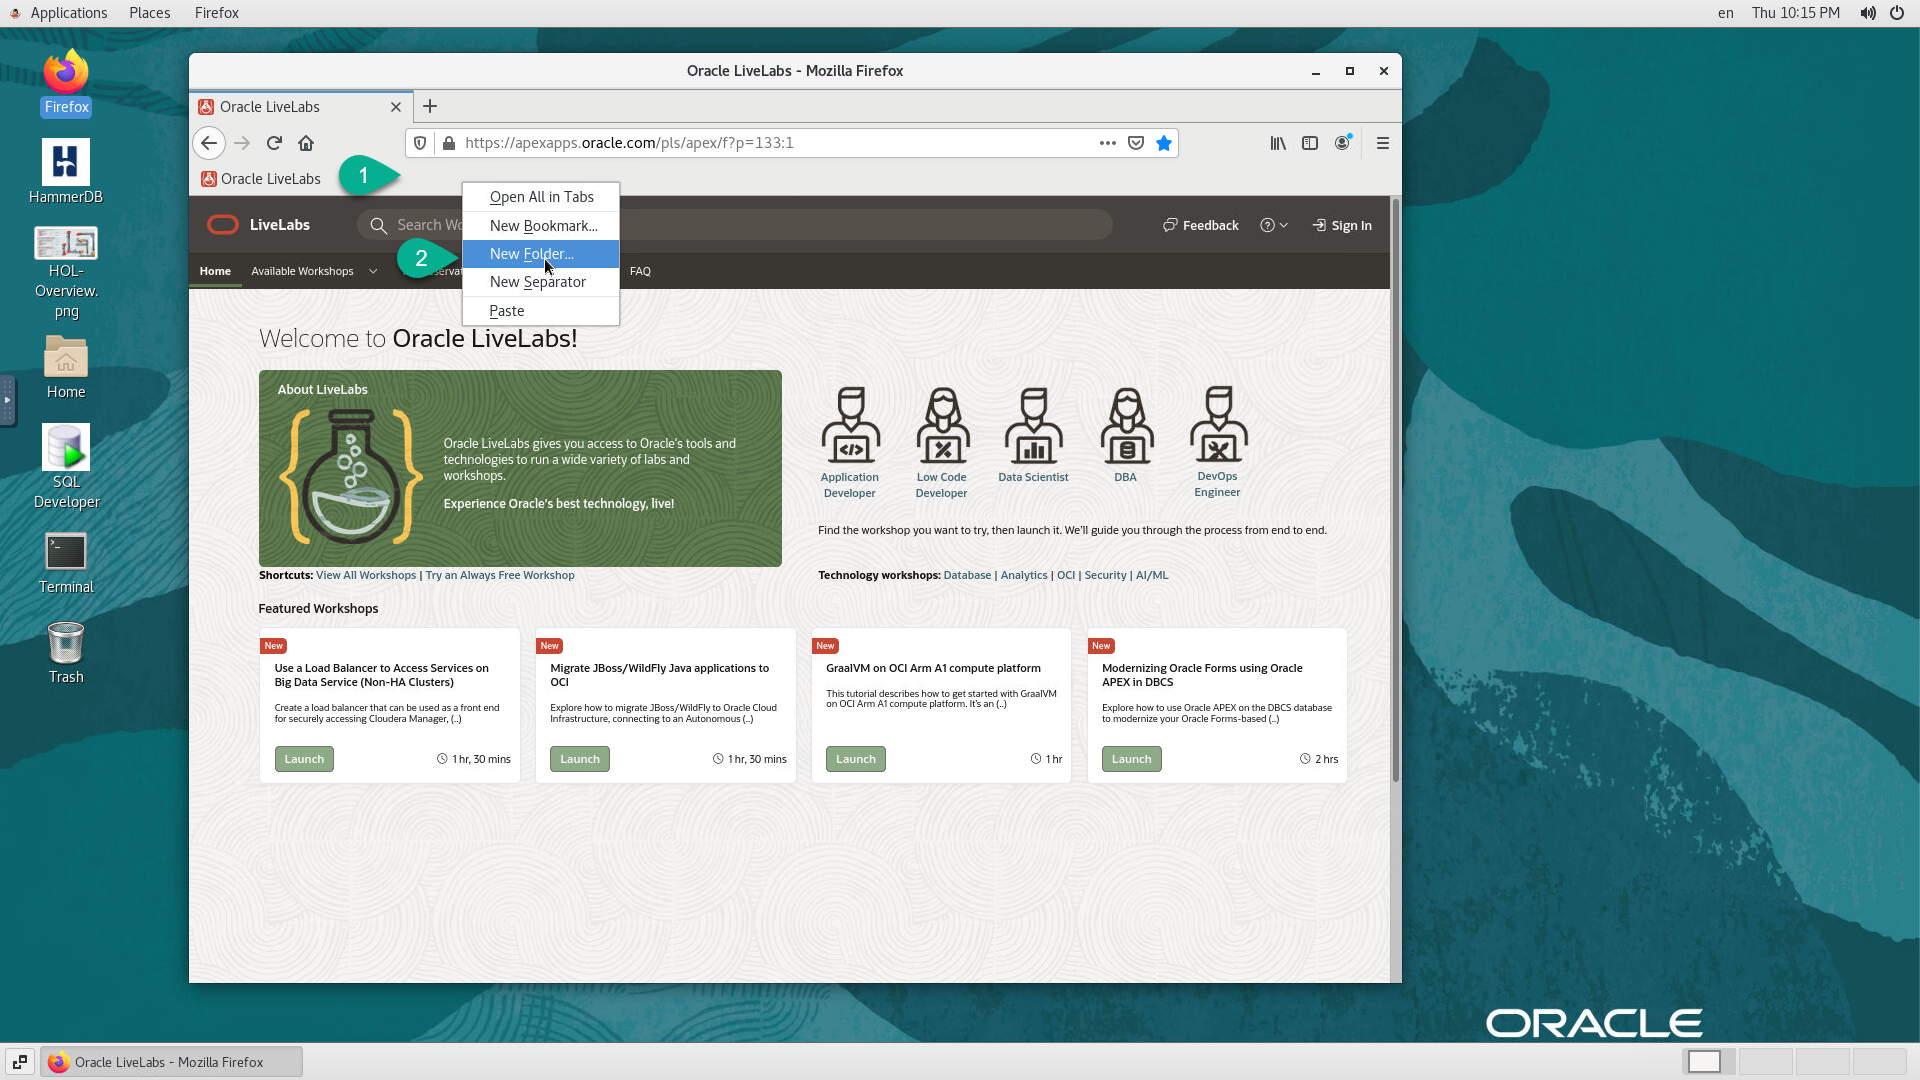 Applications Places Firefox
en Thu 10:15 PM
Oracle LiveLabs - Mozilla Firefox
Oracle LiveLabs
https://apexapps.oracle.com/pls/apex/f?p=133:1
Oracle LiveLabs
1
LiveLabs
Search Wo
Feedback
Sign In
2
Open All in Tabs
New Bookmark...
New Folder...
New Separator
Paste
Home
Available Workshops
FAQ
Firefox
HammerDB
HOL-
Overview.
png
Home
SQL
Developer
Terminal
Trash
Welcome to Oracle LiveLabs!
About LiveLabs
Oracle LiveLabs gives you access to Oracle's tools and
technologies to run a wide variety of labs and
workshops.
Experience Oracle's best technology, live!
Application
Developer
Low Code
Developer
Data Scientist
DBA
DevOps
Engineer
Find the workshop you want to try, then launch it. We'll guide you through the process from end to end.
Shortcuts: View All Workshops | Try an Always Free Workshop
Technology workshops: Database | Analytics | OCI | Security | AI/ML
Featured Workshops
New
Use a Load Balancer to Access Services on
Big Data Service (Non-HA Clusters)
Create a load balancer that can be used as a front end
for securely accessing Cloudera Manager, (..)
Launch
1 hr, 30 mins
New
Migrate JBoss/WildFly Java applications to
OCI
Explore how to migrate JBoss/WildFly to Oracle Cloud
Infrastructure, connecting to an Autonomous (..)
Launch
1 hr, 30 mins
New
GraalVM on OCI Arm A1 compute platform
This tutorial describes how to get started with GraalVM
on OCI Arm A1 compute platform. It's an (..)
Launch
1 hr
New
Modernizing Oracle Forms using Oracle
APEX in DBCS
Explore how to use Oracle APEX on the DBCS database
to modernize your Oracle Forms-based (..)
Launch
2 hrs
ORACLE
Oracle LiveLabs - Mozilla Firefox